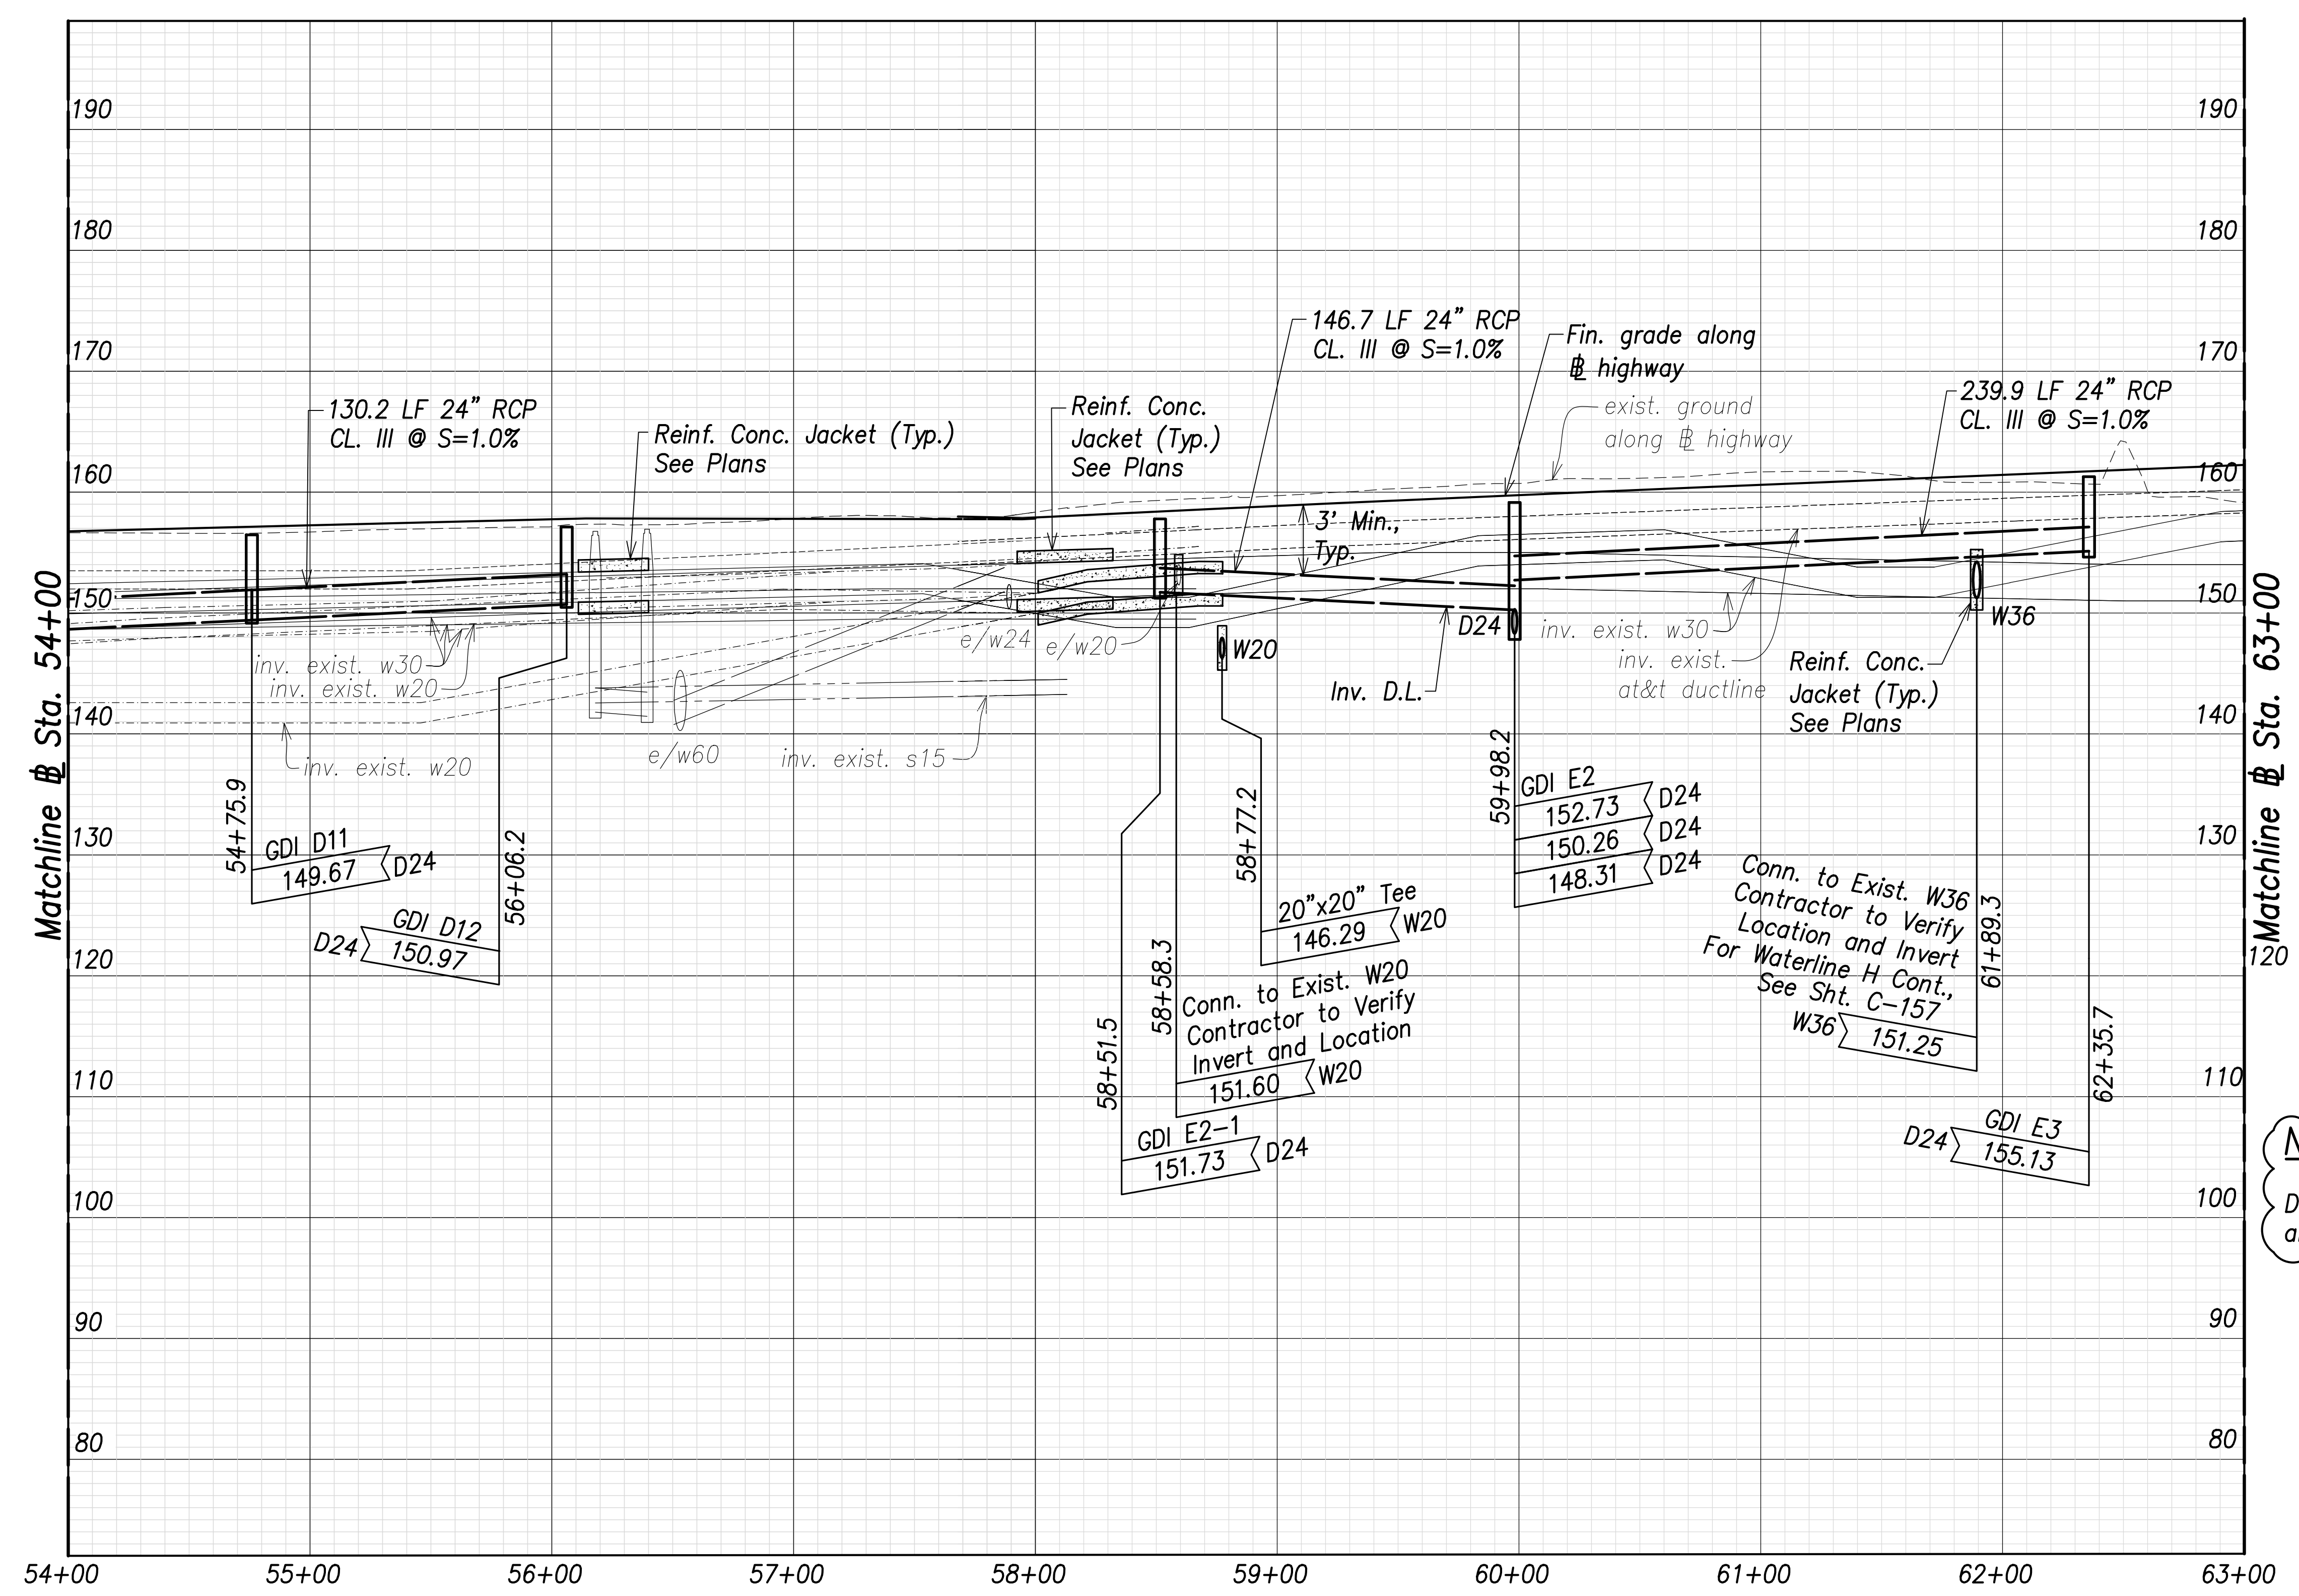 190
180
170
160
150
140
130
120
110
100
90
80
190
180
170
160
150
140
130
120
110
100
90
80
Matchline ⅊ Sta. 54+00
Matchline ⅊ Sta. 63+00
130.2 LF 24” RCP
CL. III @ S=1.0%
Reinf. Conc. Jacket (Typ.)
See Plans
Reinf. Conc.
Jacket (Typ.)
See Plans
146.7 LF 24” RCP
CL. III @ S=1.0%
Fin. grade along
highway
exist. ground
along highway
239.9 LF 24” RCP
CL. III @ S=1.0%
3' Min.,
Typ.
inv. exist. w30
inv. exist. w20
inv. exist. w20
e/w60
inv. exist. s15
e/w24
e/w20
W20
Inv. D.L.
D24
inv. exist. w30
inv. exist.
at&t ductline
Reinf. Conc.
Jacket (Typ.)
See Plans
W36
54+75.9
GDI D11
149.67
D24
56+06.2
GDI D12
150.97
D24
58+51.5
GDI E2-1
151.73
D24
58+58.3
Conn. to Exist. W20
Contractor to Verify
Invert and Location
151.60
W20
58+77.2
20”x20” Tee
146.29
W20
59+98.2
GDI E2
152.73
D24
150.26
D24
148.31
D24
61+89.3
Conn. to Exist. W36
Contractor to Verify
Location and Invert
For Waterline H Cont.,
See Sht. C-157
151.25
W36
62+35.7
GDI E3
155.13
D24
54+00
55+00
56+00
57+00
58+00
59+00
60+00
61+00
62+00
63+00